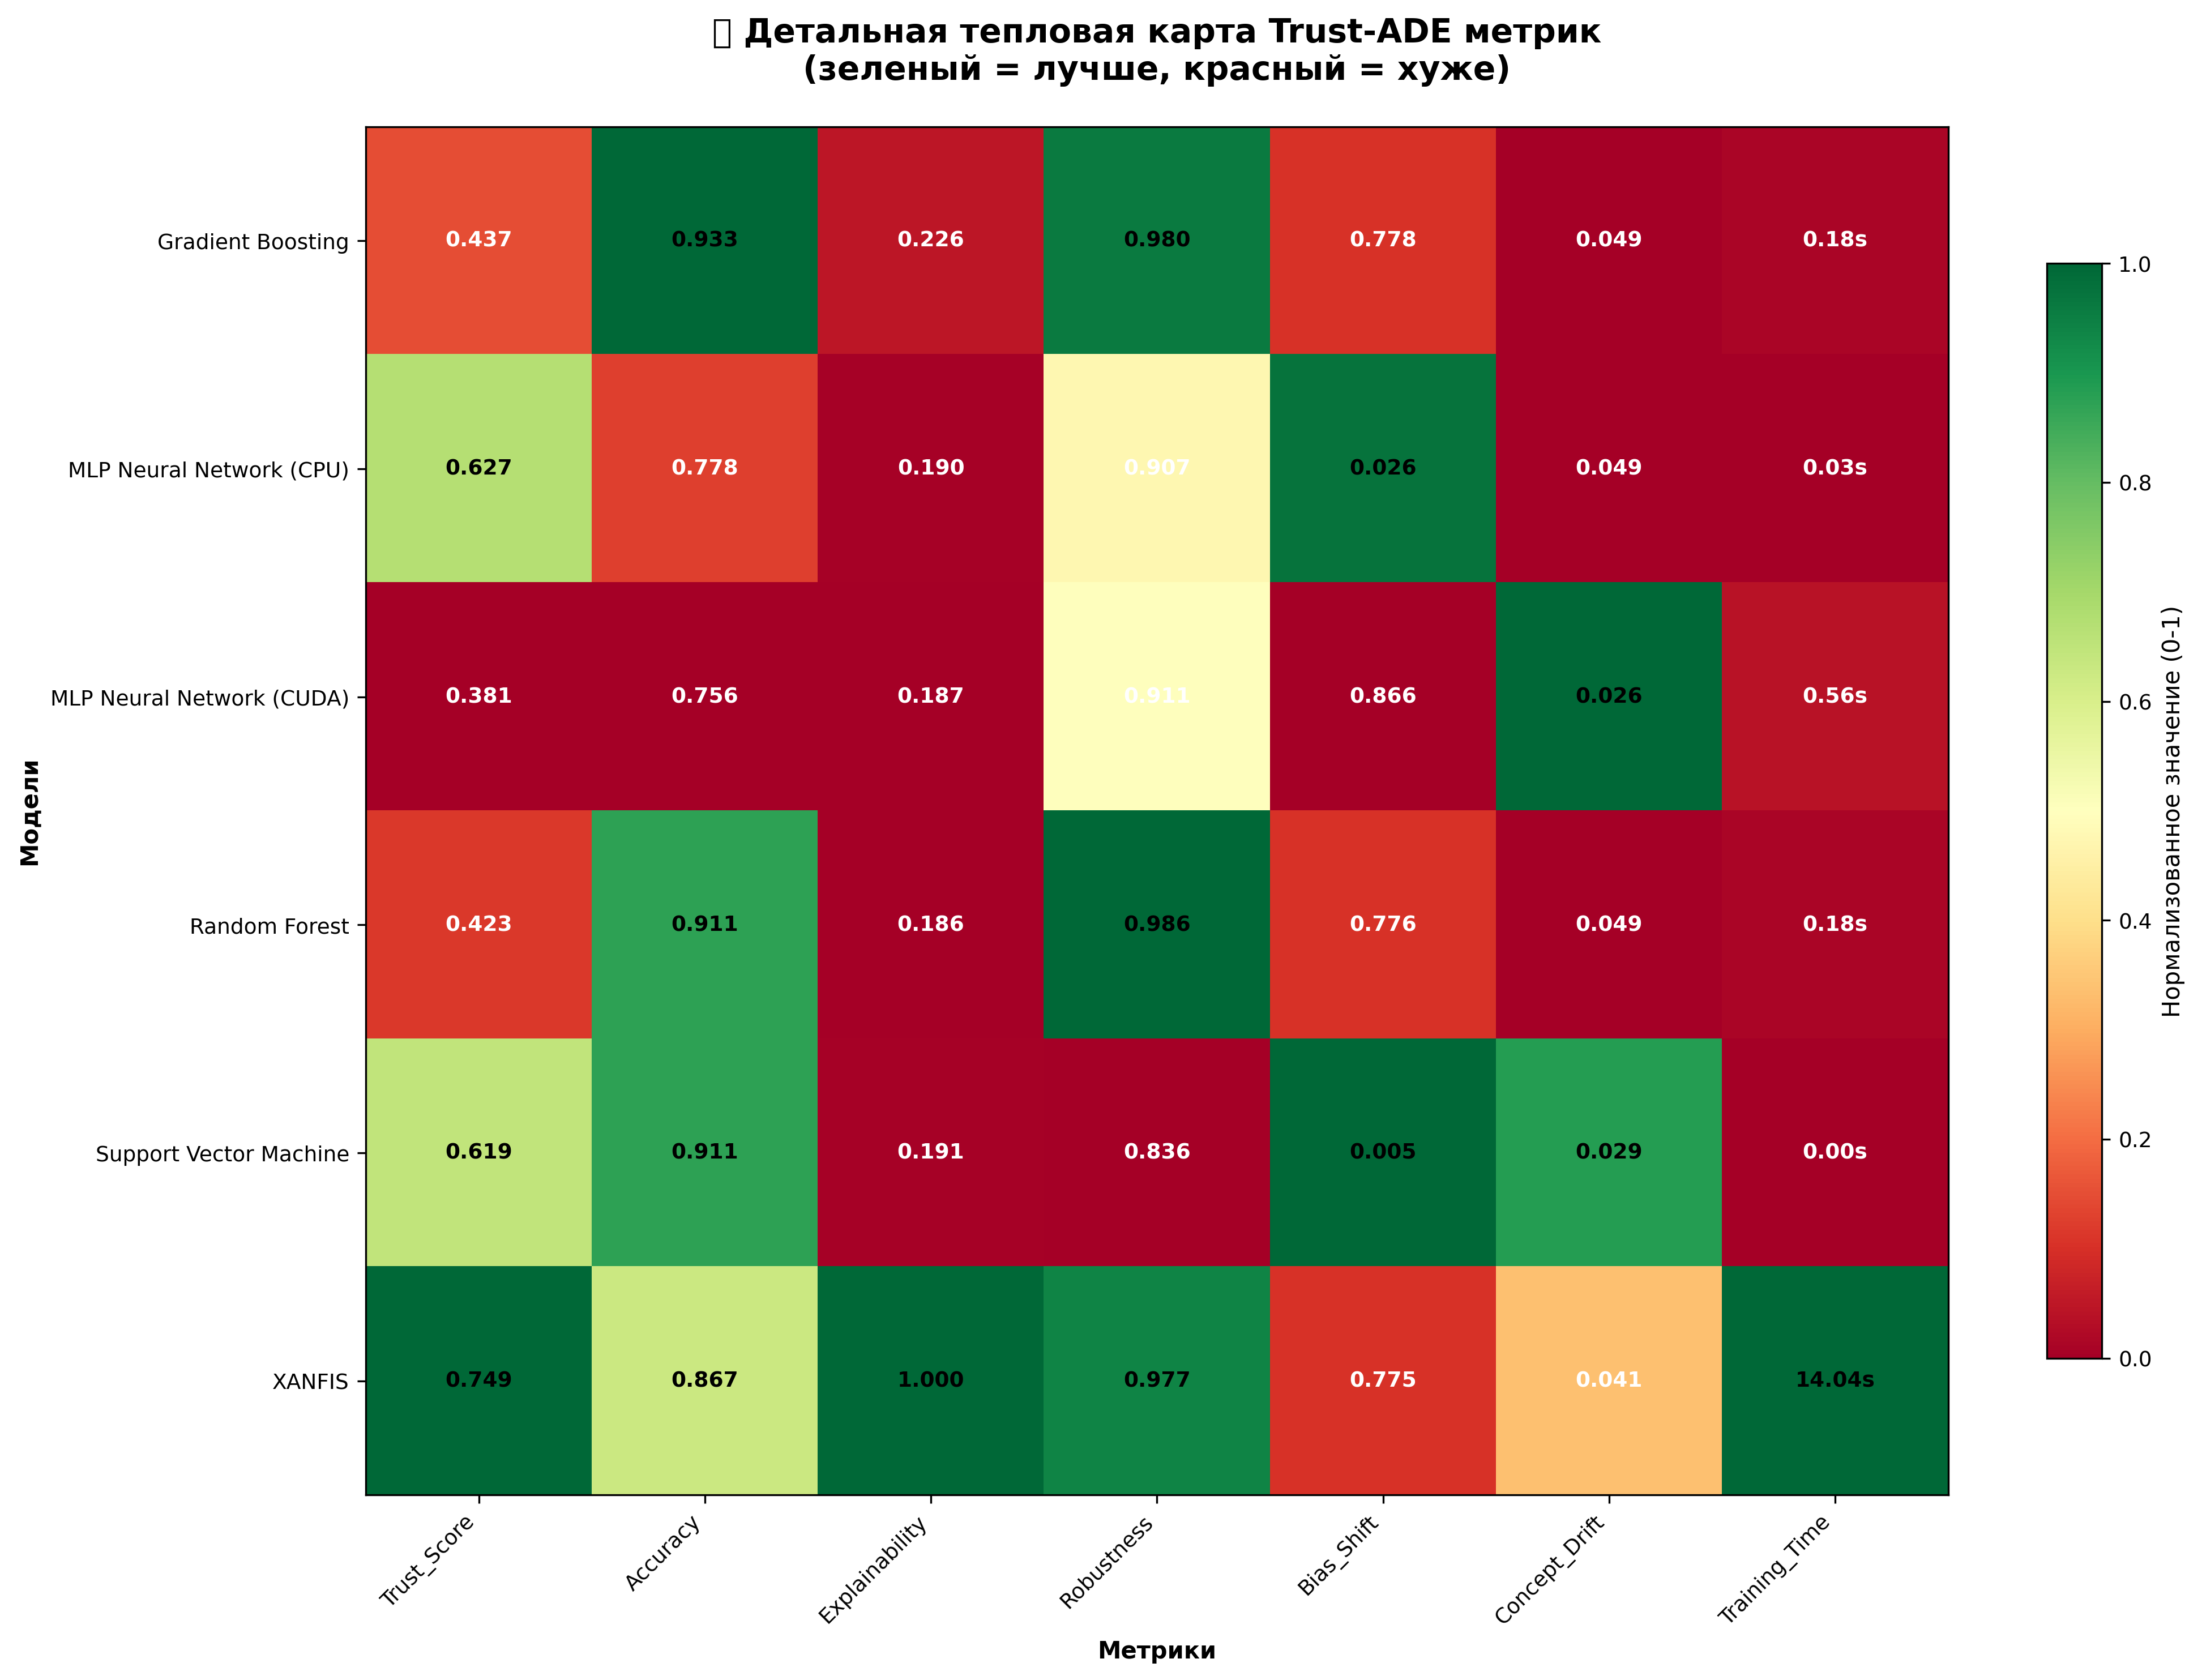 Детальная тепловая карта Trust-ADE метрик
(зеленый = лучше, красный = хуже)
Gradient Boosting 0.437 0.933 0.226 0.980 0.778 0.049 0.18s
MLP Neural Network (CPU) 0.627 0.778 0.190 0.907 0.026 0.049 0.03s
MLP Neural Network (CUDA) 0.381 0.756 0.187 0.911 0.866 0.026 0.56s
Random Forest 0.423 0.911 0.186 0.986 0.776 0.049 0.18s
Support Vector Machine 0.619 0.911 0.191 0.836 0.005 0.029 0.00s
XANFIS 0.749 0.867 1.000 0.977 0.775 0.041 14.04s
Trust_Score Accuracy Explainability Robustness Bias_Shift Concept_Drift Training_Time
Метрики
Модели
1.0
0.8
0.6
0.4
0.2
0.0
Нормализованное значение (0-1)